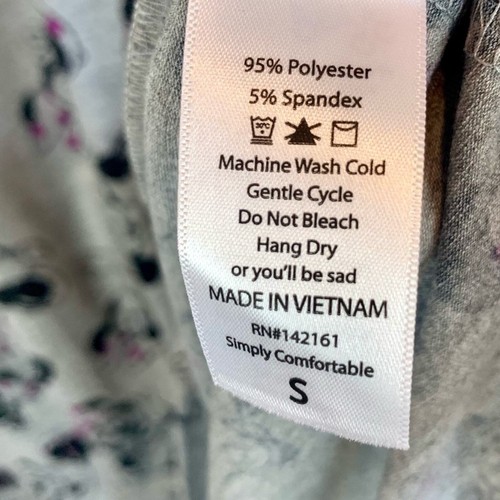 95% Polyester
5% Spandex
30°C
Machine Wash Cold
Gentle Cycle
Do Not Bleach
Hang Dry
or you'll be sad
MADE IN VIETNAM
RN#142161
Simply Comfortable
S